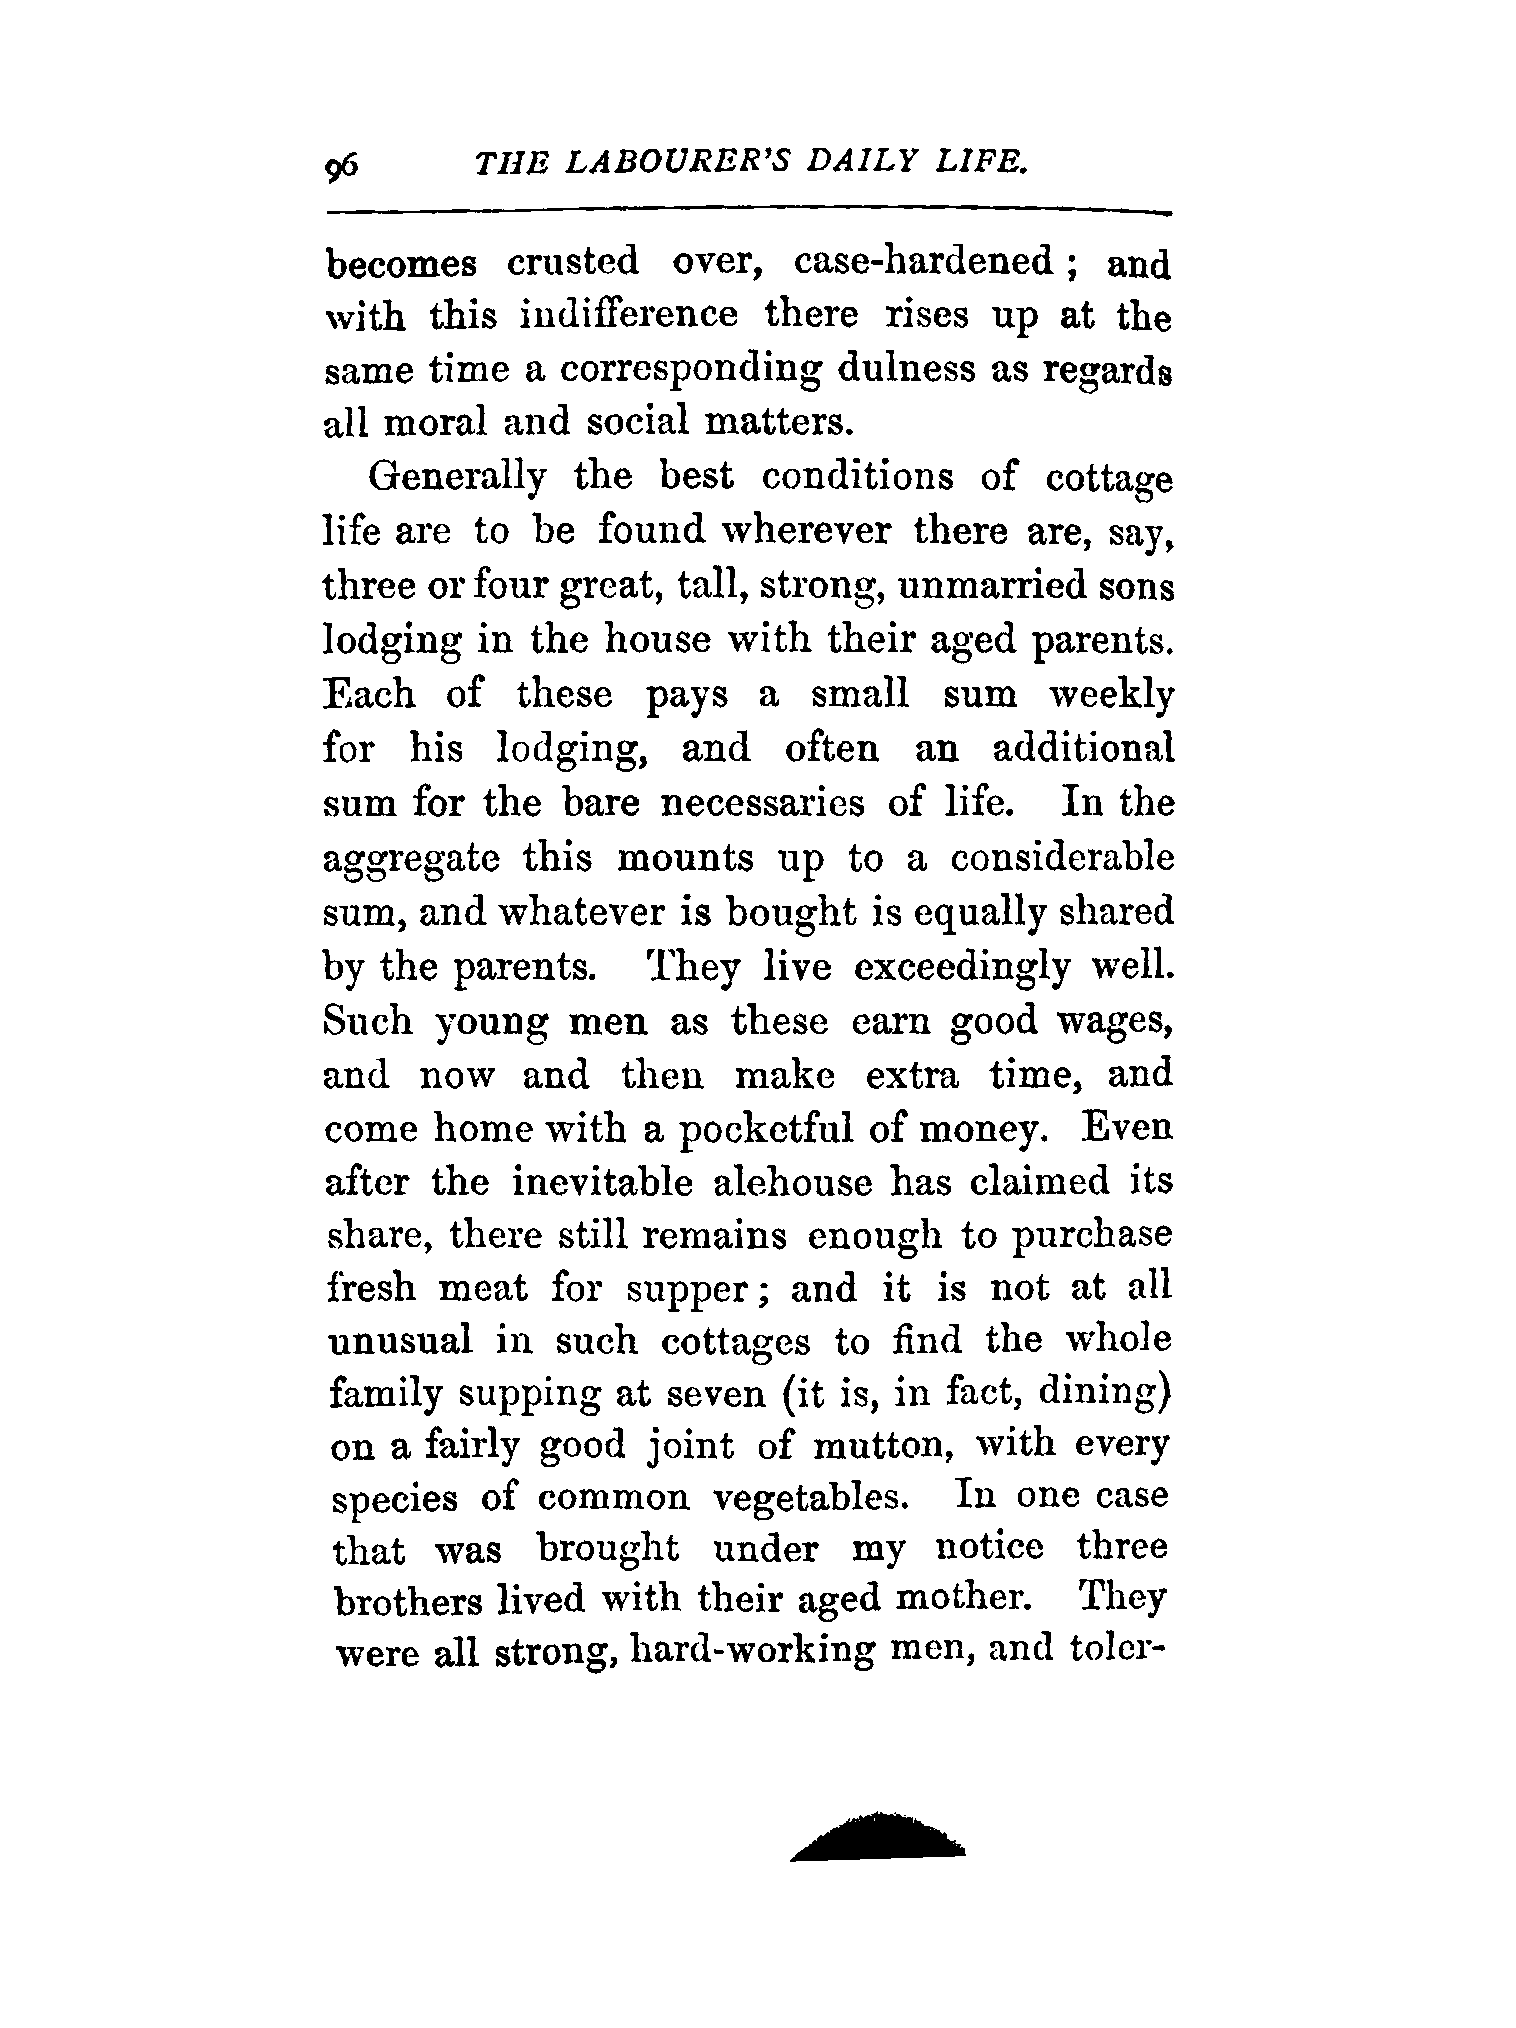 96 THE LABOURER'S DAILY LIFE.
becomes crusted over, case-hardened; and
with this indifference there rises up at the
same time a corresponding dulness as regards
all moral and social matters.
Generally the best conditions of cottage
life are to be found wherever there are, say,
three or four great, tall, strong, unmarried sons
lodging in the house with their aged parents.
Each of these pays a small sum weekly
for his lodging, and often an additional
sum for the bare necessaries of life. In the
aggregate this mounts up to a considerable
sum, and whatever is bought is equally shared
by the parents. They live exceedingly well.
Such young men as these earn good wages,
and now and then make extra time, and
come home with a pocketful of money. Even
after the inevitable alehouse has claimed its
share, there still remains enough to purchase
fresh meat for supper; and it is not at all
unusual in such cottages to find the whole
family supping at seven (it is, in fact, dining)
on a fairly good joint of mutton, with every
species of common vegetables. In one case
that was brought under my notice three
brothers lived with their aged mother. They
were all strong, hard-working men, and toler-